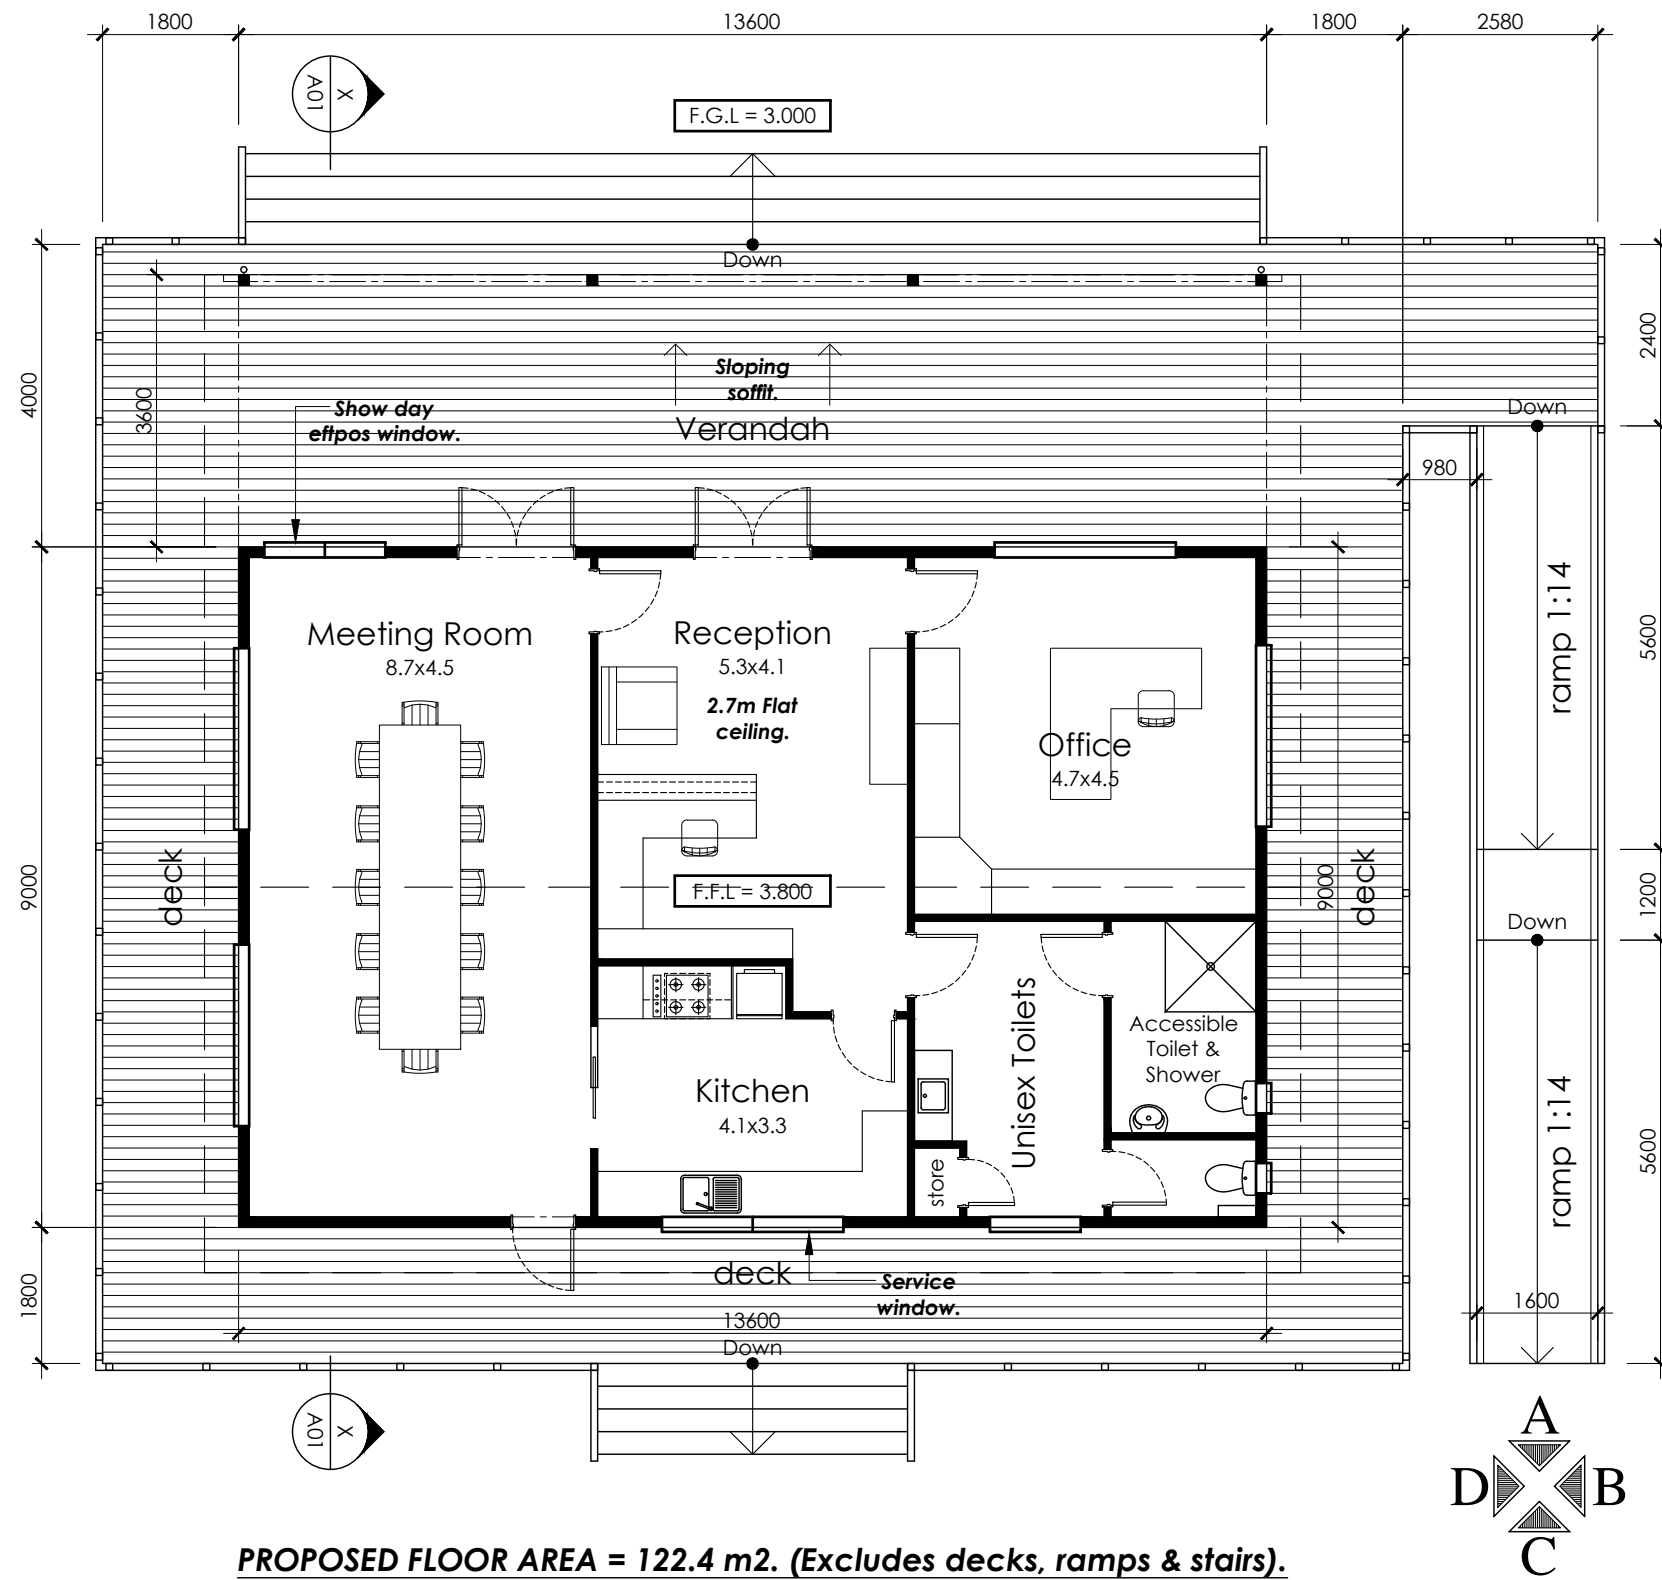 1800
13600
1800
2580
X
A01
F.G.L = 3.000
Down
2400
4000
3600
Sloping
soffit.
Show day
eftpos window.
Verandah
Down
980
ramp 1:14
5600
Meeting Room
8.7x4.5
Reception
5.3x4.1
2.7m Flat
ceiling.
Office
4.7x4.5
deck
9000
F.F.L = 3.800
9000
deck
1200
Down
Unisex Toilets
Accessible
Toilet &
Shower
Kitchen
4.1x3.3
store
ramp 1:14
5600
deck
Service
window.
1800
13600
Down
1600
X
A01
A
D
B
C
PROPOSED FLOOR AREA = 122.4 m2. (Excludes decks, ramps & stairs).